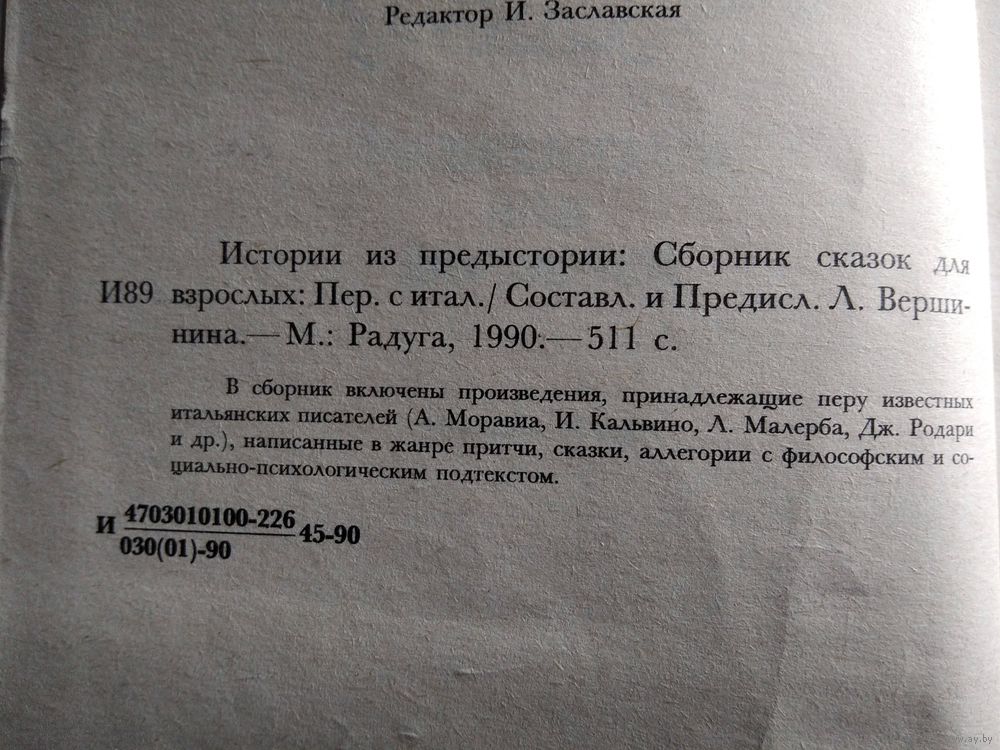 Редактор И. Заславская
Истории из предыстории: Сборник сказок для
И89 взрослых: Пер. с итал./ Составл. и Предисл. Л. Верши-
нина.— М.: Радуга, 1990.— 511 с.
В сборник включены произведения, принадлежащие перу известных
итальянских писателей (А. Моравиа, И. Кальвино, Л. Малерба, Дж. Родари
и др.), написанные в жанре притчи, сказки, аллегории с философским и со-
циально-психологическим подтекстом.
И 4703010100-226 45-90
030(01)-90